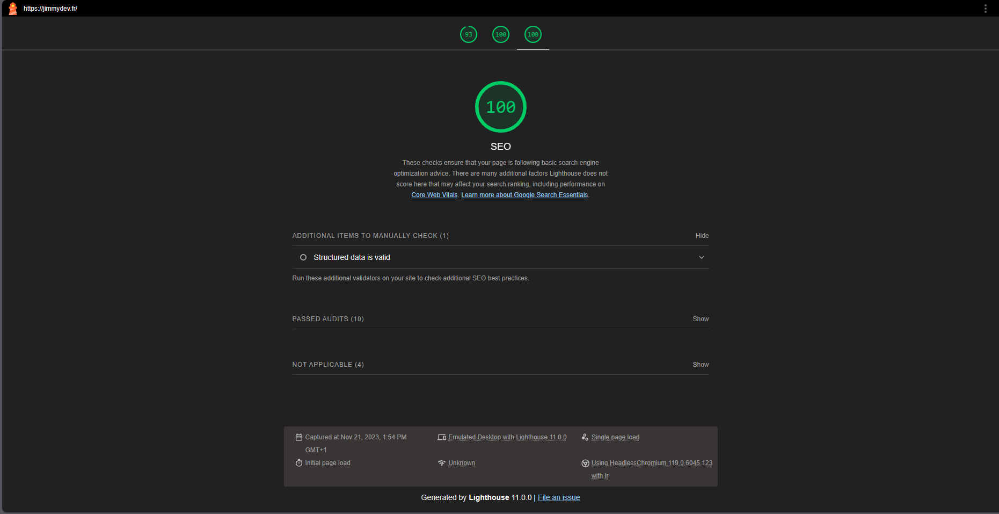 https://jimmydev.fr/
93 100 100
100
SEO
These checks ensure that your page is following basic search engine
optimization advice. There are many additional factors Lighthouse does not
score here that may affect your search ranking, including performance on
Core Web Vitals. Learn more about Google Search Essentials.
ADDITIONAL ITEMS TO MANUALLY CHECK (1) Hide
Structured data is valid
Run these additional validators on your site to check additional SEO best practices.
PASSED AUDITS (10) Show
NOT APPLICABLE (4) Show
Captured at Nov 21, 2023, 1:54 PM
GMT+1
Emulated Desktop with Lighthouse 11.0.0
Single page load
Initial page load
Unknown
Using HeadlessChromium 119.0.6045.123
with lr
Generated by Lighthouse 11.0.0 | File an issue